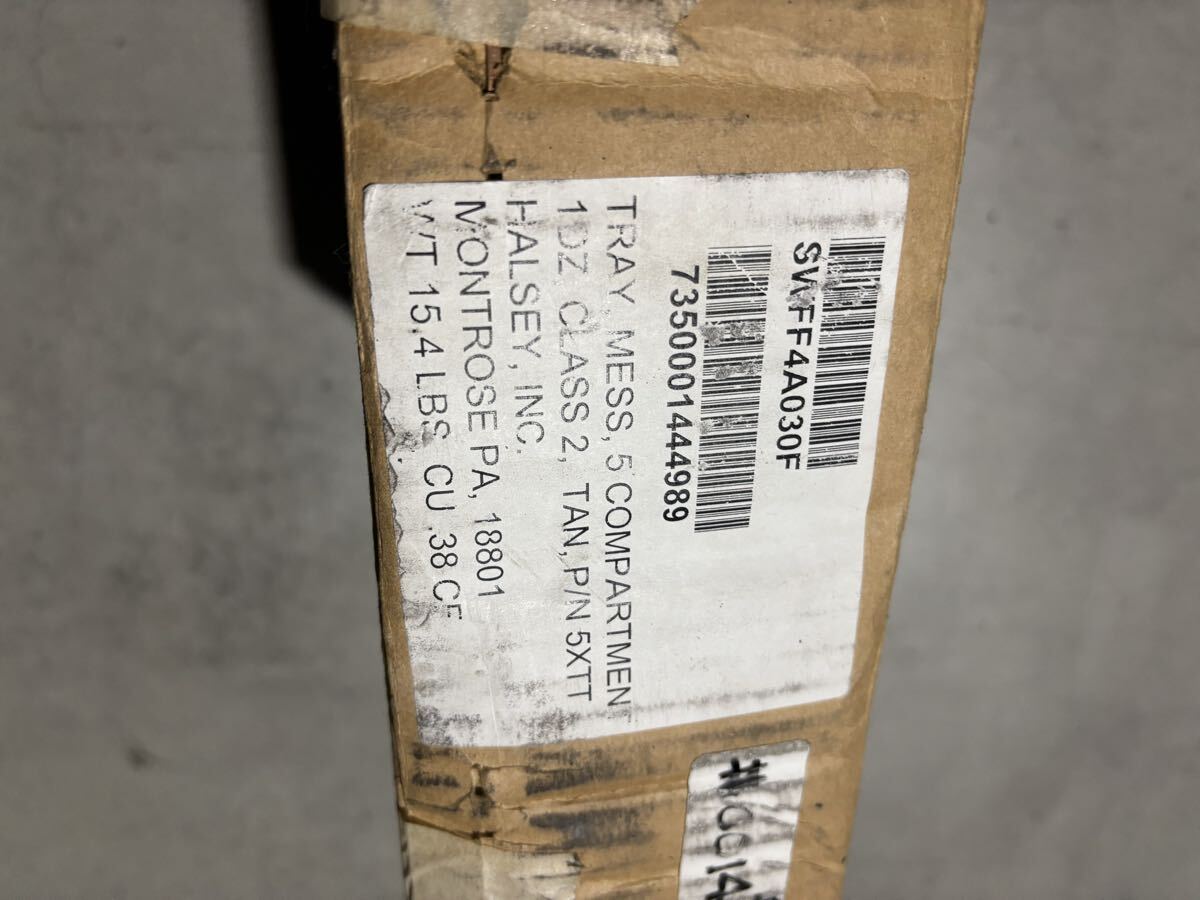 SWFF4A030F
7350001444989
TRAY, MESS, 5 COMPARTMENT
1 DZ CLASS 2, TAN, P/N 5XTT
HALSEY, INC.
MONTROSE PA, 18801
WT 15.4 LBS CU .38 CF